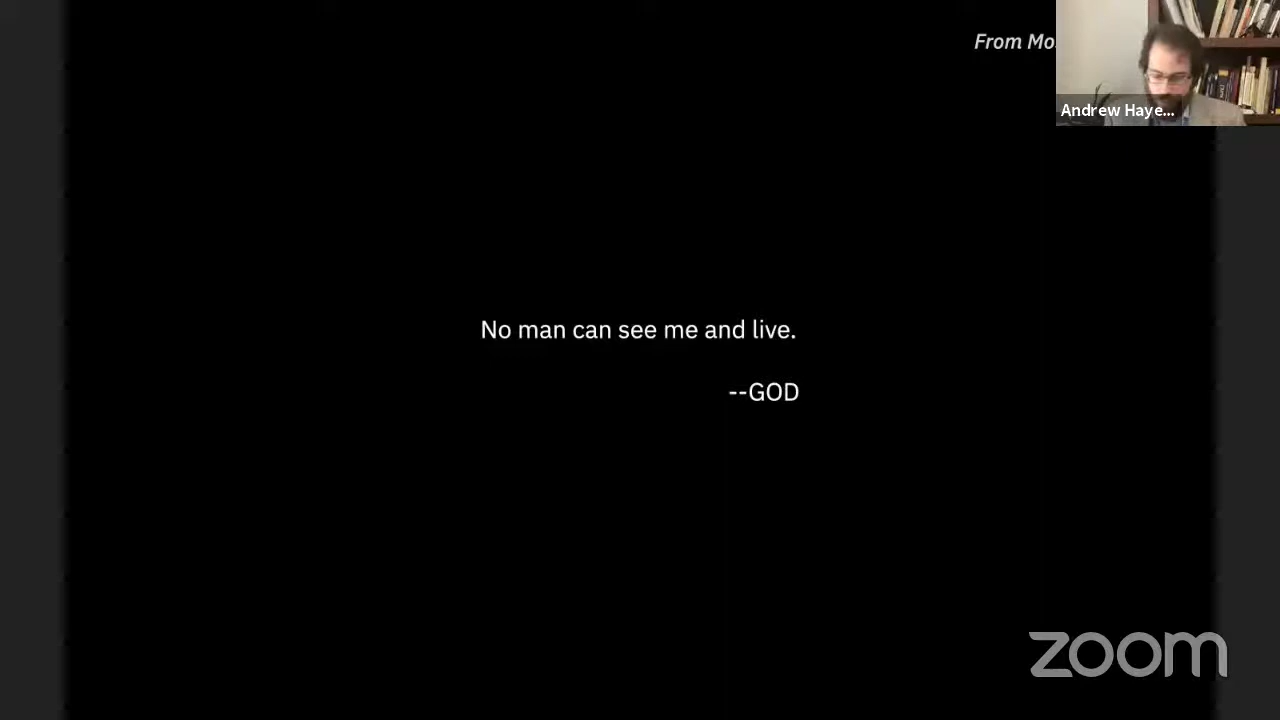 From Mo
Andrew Haye...
No man can see me and live.
--GOD
zoom